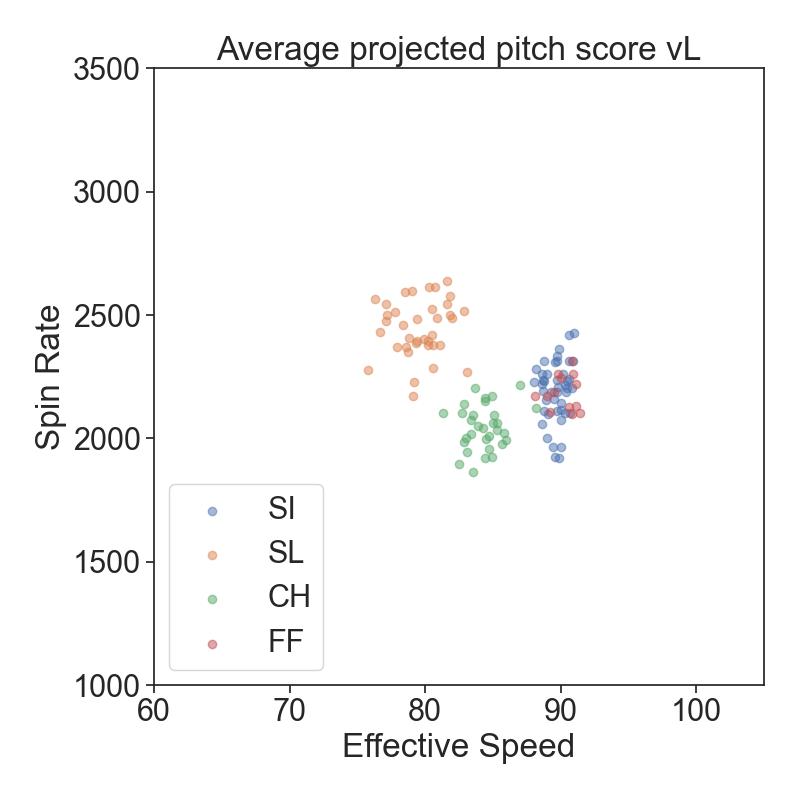 Average projected pitch score vL
3500
3000
2500
2000
1500
1000
Spin Rate
SI
SL
CH
FF
60 70 80 90 100
Effective Speed